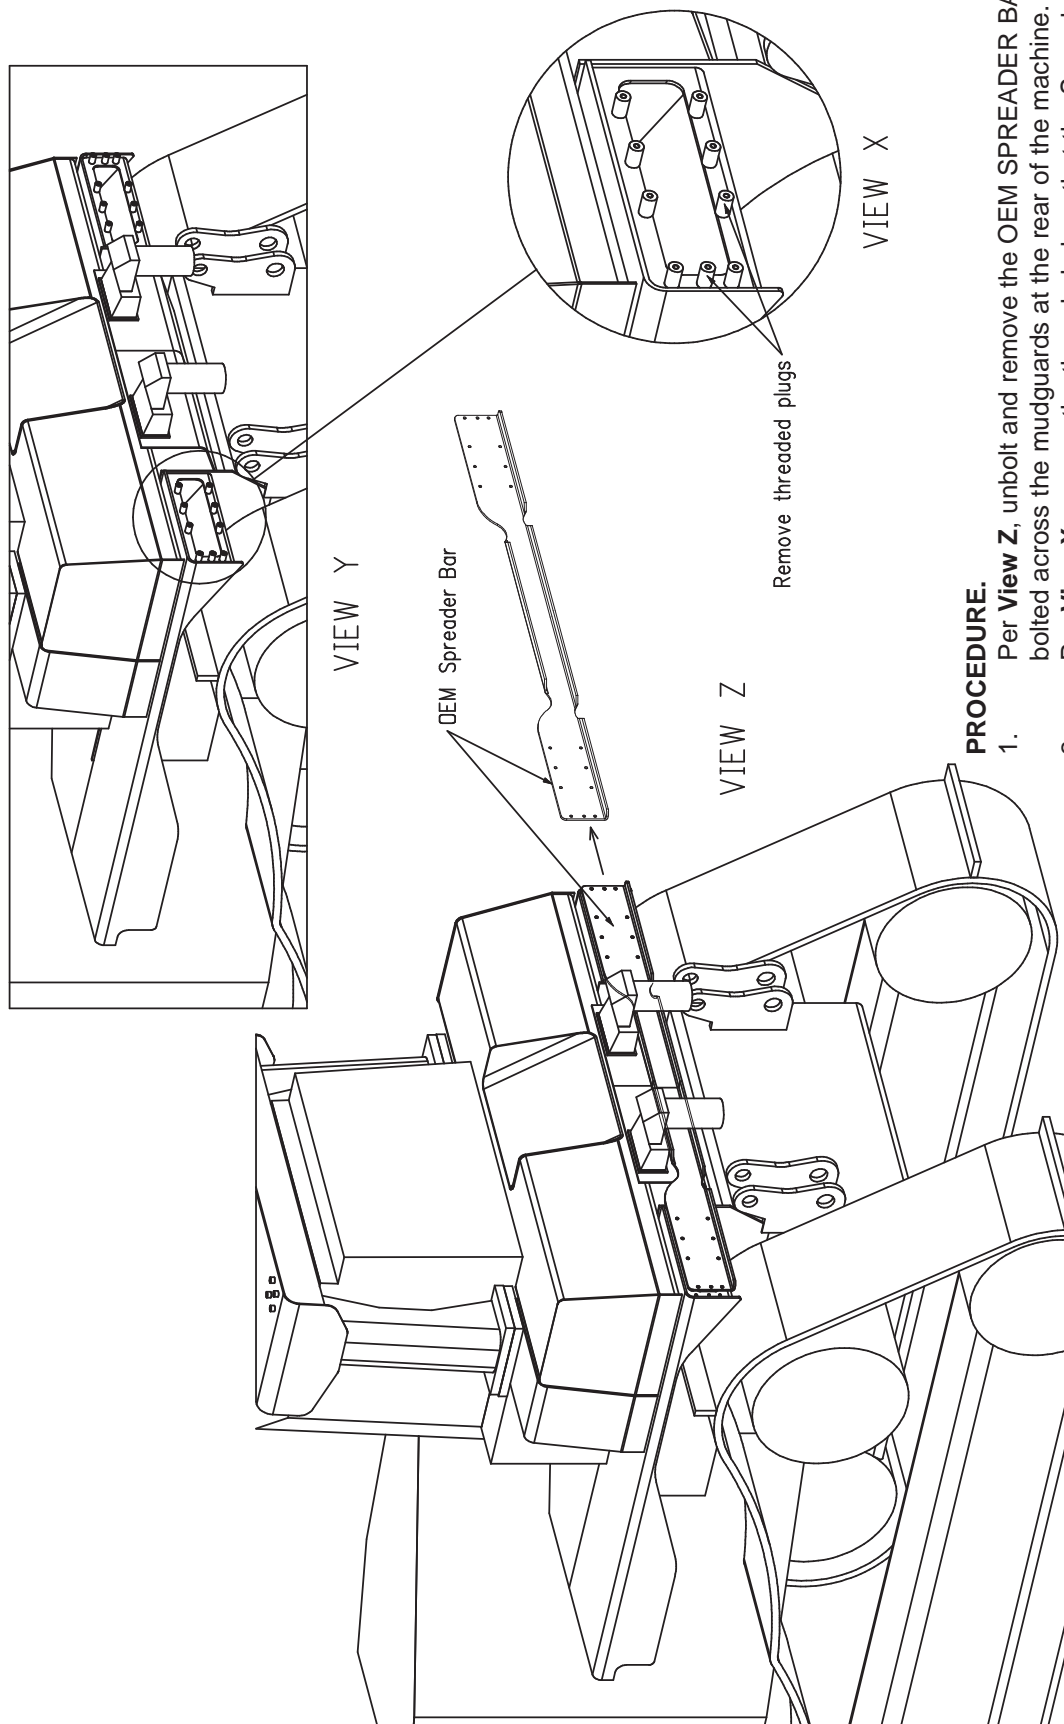 VIEW Y
OEM Spreader Bar
VIEW Z
Remove threaded plugs
VIEW X
PROCEDURE.
1. Per View Z, unbolt and remove the OEM SPREADER
bolted across the mudguards at the rear of the machine.